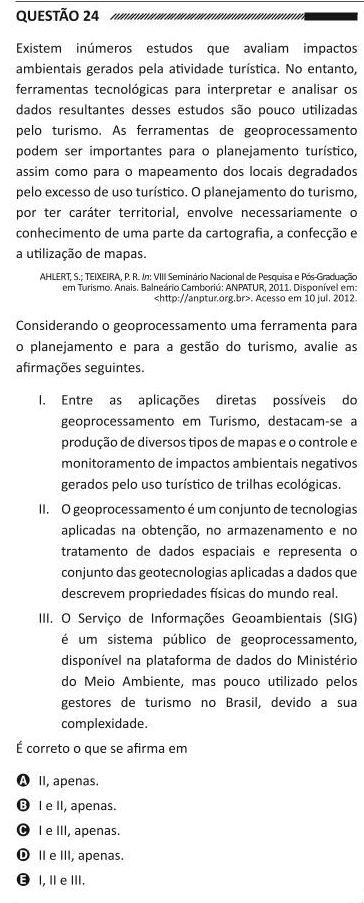 QUESTÃO 24
Existem inúmeros estudos que avaliam impactos
ambientais gerados pela atividade turística. No entanto,
ferramentas tecnológicas para interpretar e analisar os
dados resultantes desses estudos são pouco utilizadas
pelo turismo. As ferramentas de geoprocessamento
podem ser importantes para o planejamento turístico,
assim como para o mapeamento dos locais degradados
pelo excesso de uso turístico. O planejamento do turismo,
por ter caráter territorial, envolve necessariamente o
conhecimento de uma parte da cartografia, a confecção e
a utilização de mapas.
AHLERT, S.; TEIXEIRA, P. R. In: VIII Seminário Nacional de Pesquisa e Pós-Graduação
em Turismo. Anais. Balneário Camboriú: ANPATUR, 2011. Disponível em:
<http://anptur.org.br>. Acesso em 10 jul. 2012.
Considerando o geoprocessamento uma ferramenta para
o planejamento e para a gestão do turismo, avalie as
afirmações seguintes.
I. Entre as aplicações diretas possíveis do
geoprocessamento em Turismo, destacam-se a
produção de diversos tipos de mapas e o controle e
monitoramento de impactos ambientais negativos
gerados pelo uso turístico de trilhas ecológicas.
II. O geoprocessamento é um conjunto de tecnologias
aplicadas na obtenção, no armazenamento e no
tratamento de dados espaciais e representa o
conjunto das geotecnologias aplicadas a dados que
descrevem propriedades físicas do mundo real.
III. O Serviço de Informações Geoambientais (SIG)
é um sistema público de geoprocessamento,
disponível na plataforma de dados do Ministério
do Meio Ambiente, mas pouco utilizado pelos
gestores de turismo no Brasil, devido a sua
complexidade.
É correto o que se afirma em
A II, apenas.
B I e II, apenas.
C I e III, apenas.
D II e III, apenas.
E I, II e III.